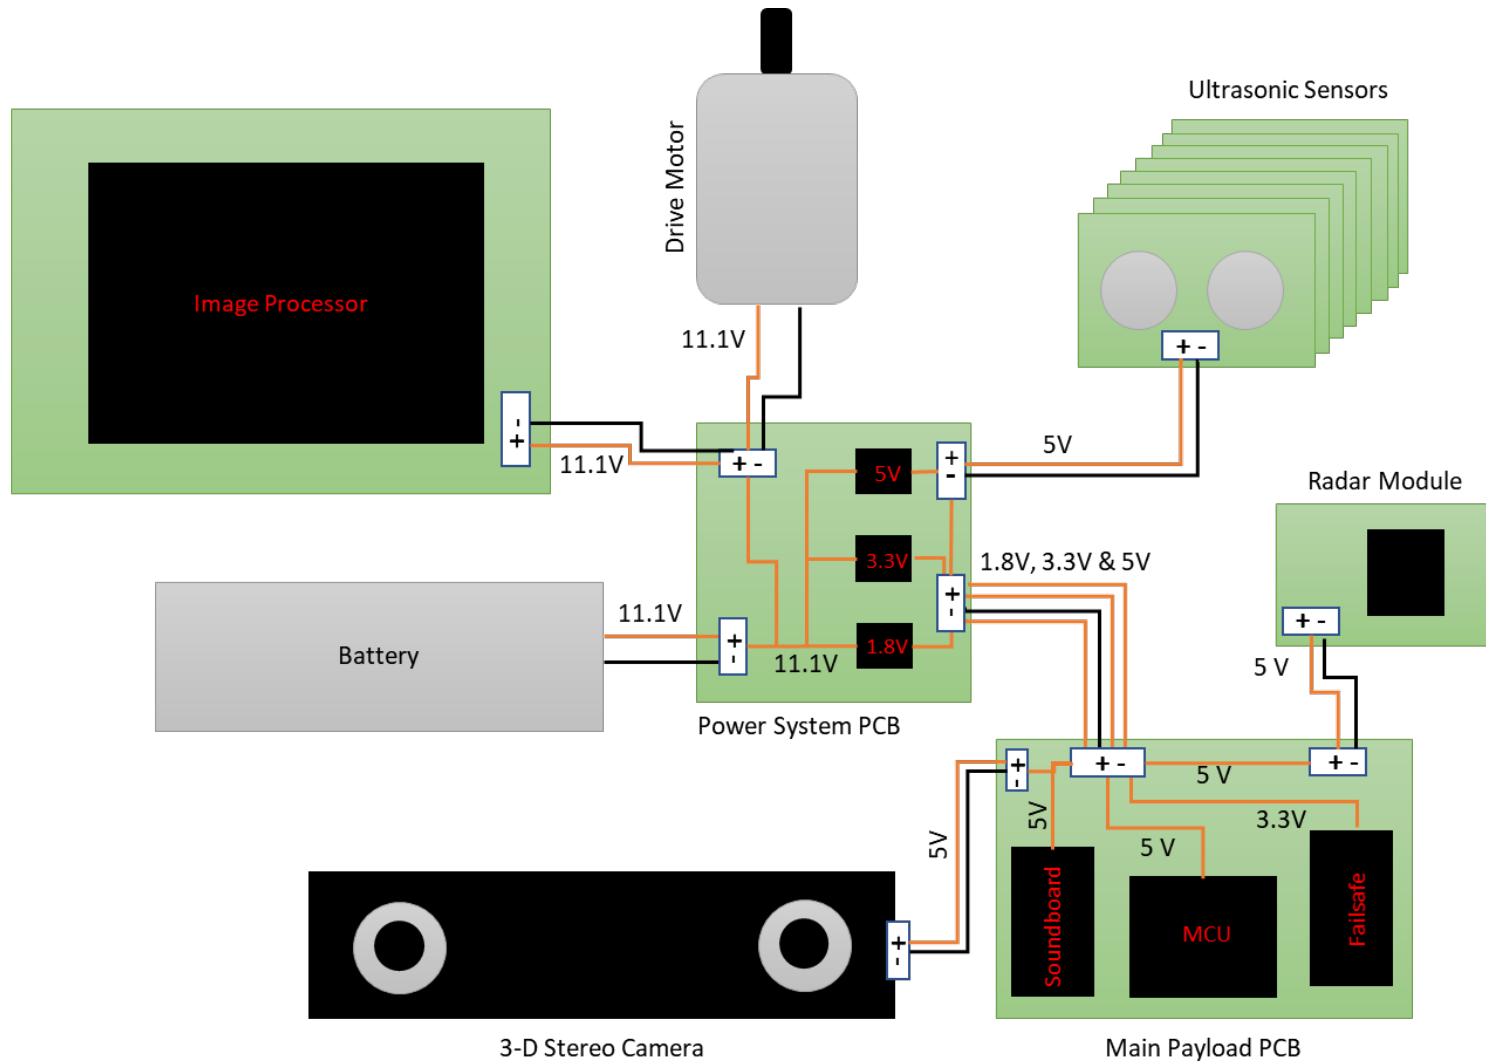 Ultrasonic Sensors
Drive Motor
Image Processor
11.1V
+ -
- +
11.1V
+ -
5V
+ -
5V
Radar Module
3.3V
1.8V, 3.3V & 5V
+ -
Battery
11.1V
+ -
11.1V
1.8V
+ -
5 V
Power System PCB
+ -
+ -
5 V
+ -
5V
5V
5 V
3.3V
Soundboard
MCU
Failsafe
+ -
3-D Stereo Camera
Main Payload PCB